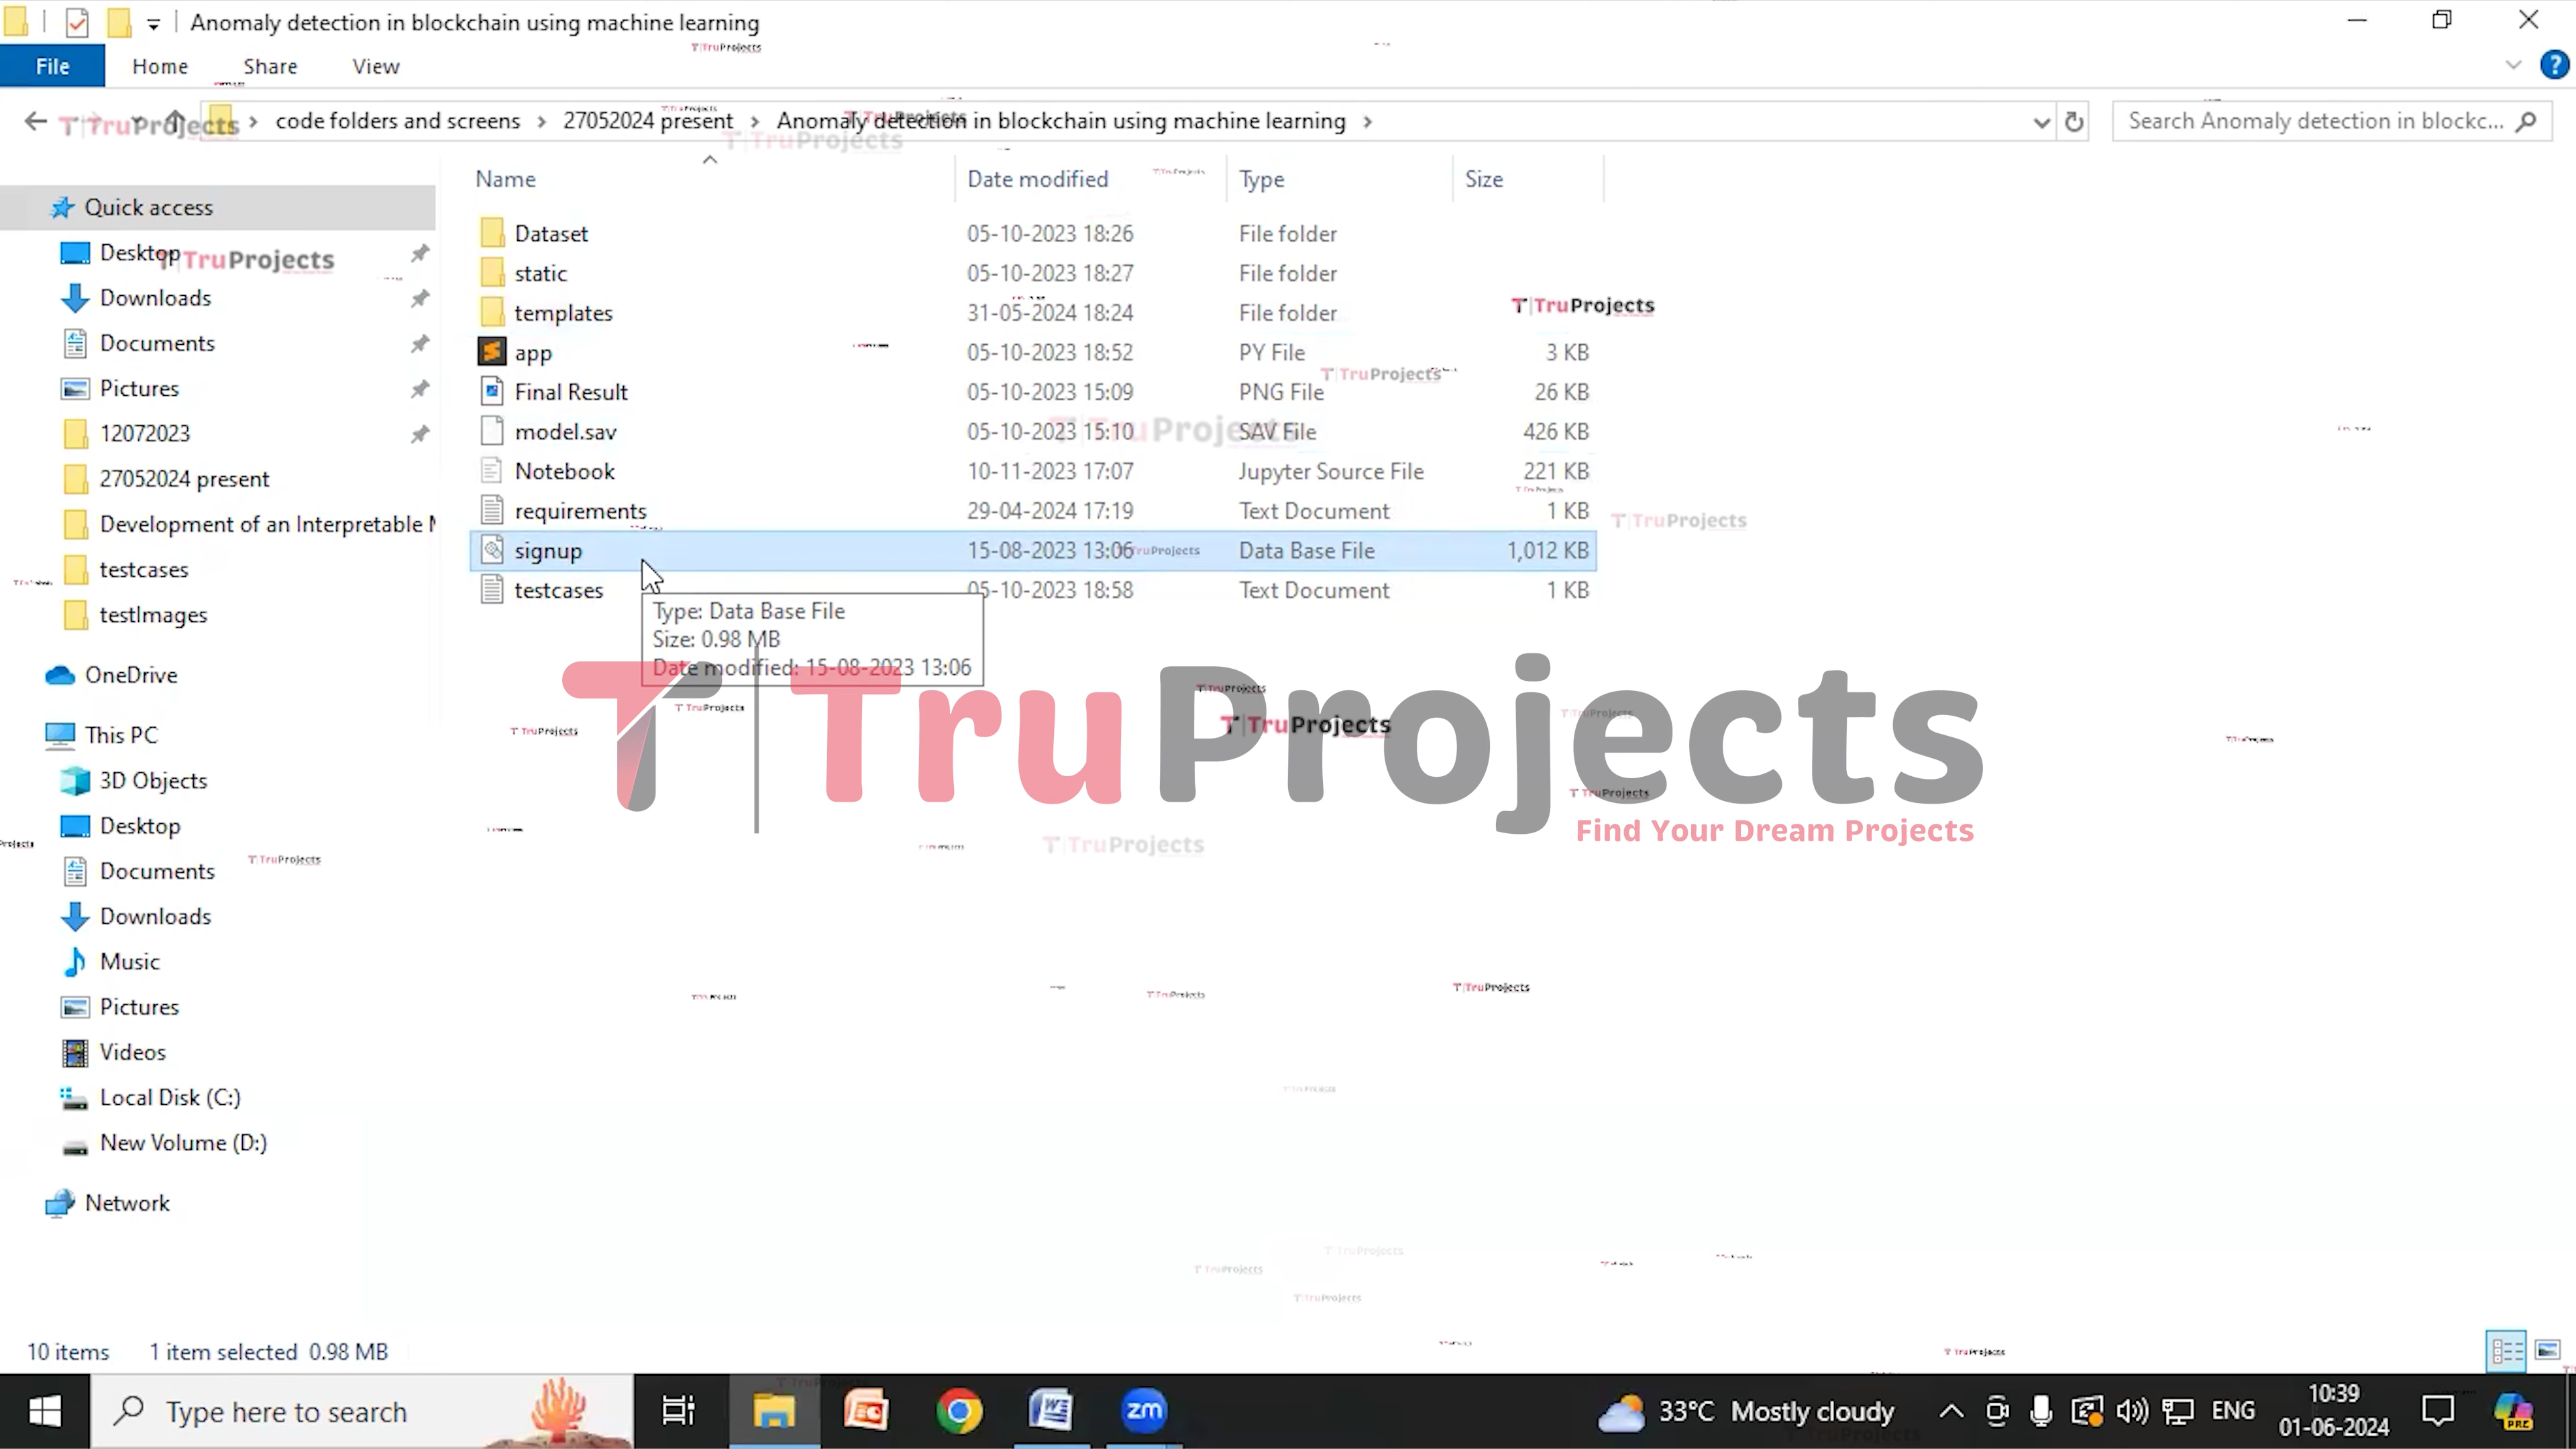 Anomaly detection in blockchain using machine learning
File Home Share View
code folders and screens 27052024 present Anomaly detection in blockchain using machine learning
Search Anomaly detection in blockc...
Name Date modified Type Size
Quick access
Desktop
Downloads
Documents
Pictures
12072023
27052024 present
Development of an Interpretable
testcases
testImages
OneDrive
This PC
3D Objects
Desktop
Documents
Downloads
Music
Pictures
Videos
Local Disk (C:)
New Volume (D:)
Network
Dataset 05-10-2023 18:26 File folder
static 05-10-2023 18:27 File folder
templates 31-05-2024 18:24 File folder
app 05-10-2023 18:52 PY File 3 KB
Final Result 05-10-2023 15:09 PNG File 26 KB
model.sav 05-10-2023 15:10 SAV File 426 KB
Notebook 10-11-2023 17:07 Jupyter Source File 221 KB
requirements 29-04-2024 17:19 Text Document 1 KB
signup 15-08-2023 13:06 Data Base File 1,012 KB
testcases 05-10-2023 18:58 Text Document 1 KB
Type: Data Base File
Size: 0.98 MB
Date modified: 15-08-2023 13:06
TruProjects
Find Your Dream Projects
10 items 1 item selected 0.98 MB
Type here to search
33°C Mostly cloudy
ENG
10:39
01-06-2024